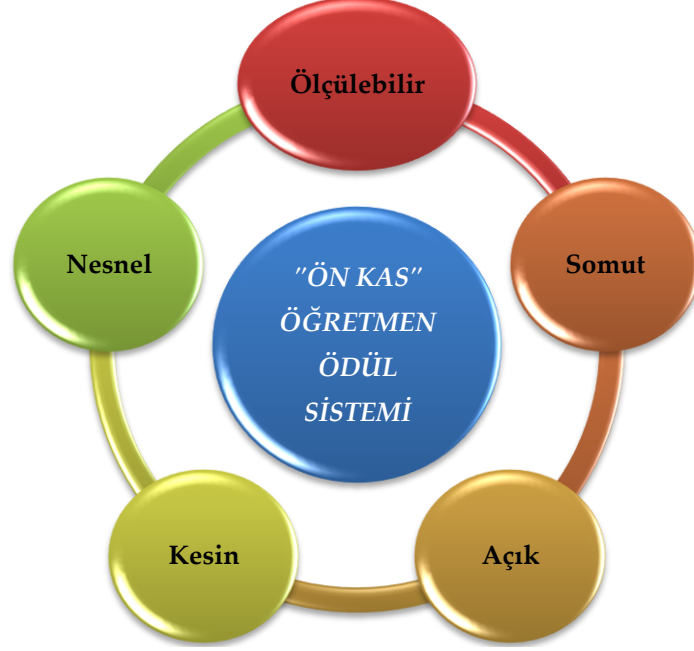 Ölçülebilir
Nesnel
Somut
"ÖN KAS"
ÖĞRETMEN
ÖDÜL
SİSTEMİ
Kesin
Açık